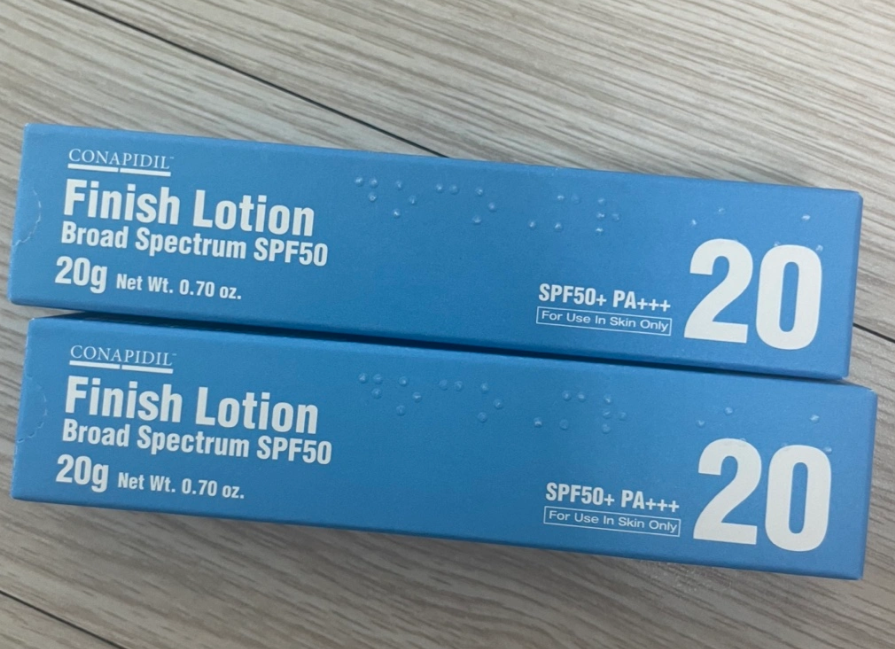 CONAPIDIL™
Finish Lotion
Broad Spectrum SPF50
20g Net Wt. 0.70 oz.
SPF50+ PA+++
For Use In Skin Only
20
CONAPIDIL™
Finish Lotion
Broad Spectrum SPF50
20g Net Wt. 0.70 oz.
SPF50+ PA+++
For Use In Skin Only
20